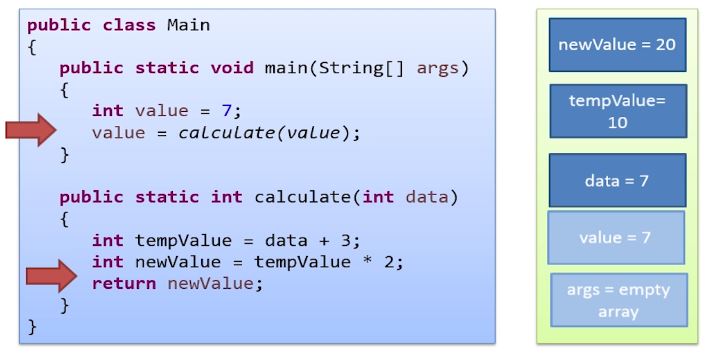 public class Main
{
public static void main(String[] args)
{
int value = 7;
value = calculate(value);
}
public static int calculate(int data)
{
int tempValue = data + 3;
int newValue = tempValue * 2;
return newValue;
}
}
newValue = 20
tempValue=
10
data = 7
value = 7
args = empty
array